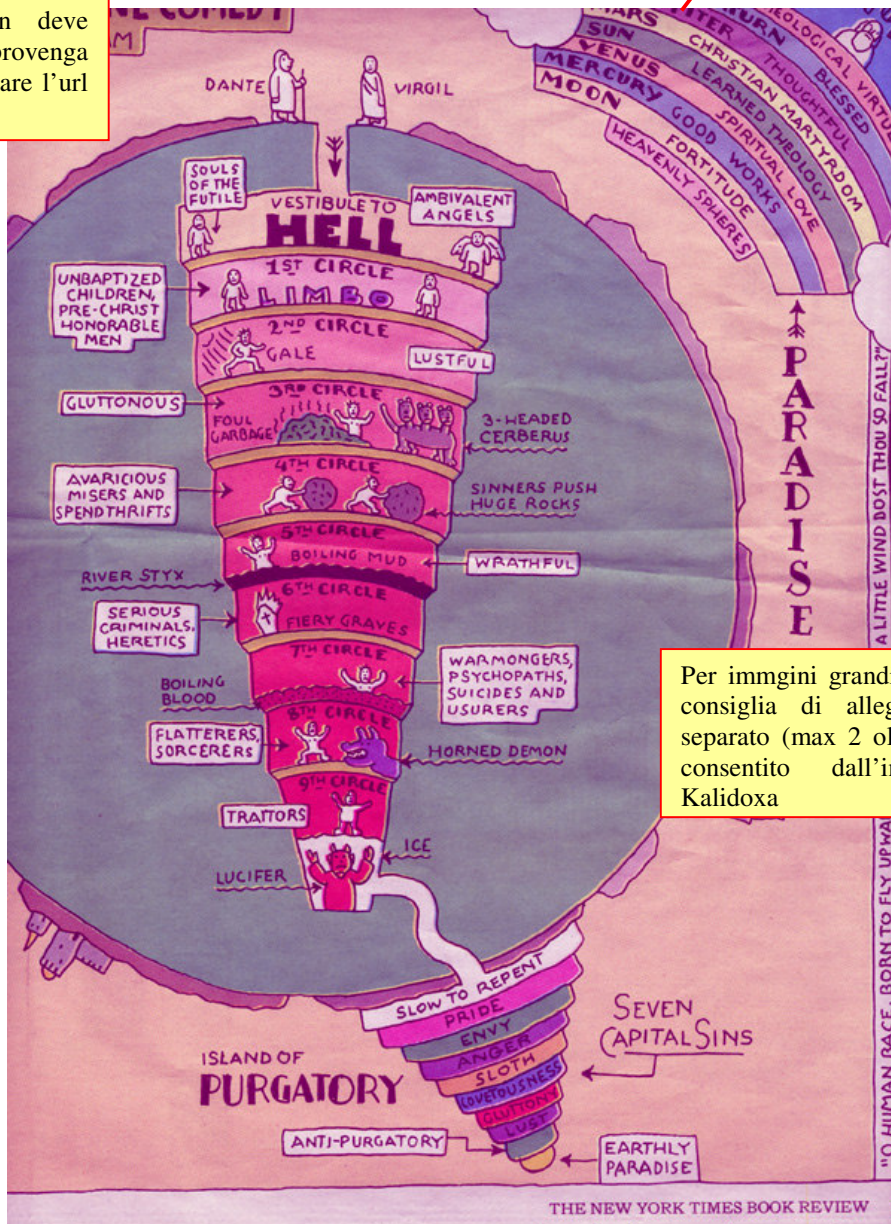 deve
provenga
l'url
DANTE
VIRGIL
SOULS
OF THE
FUTILE
VESTIBULE TO
HELL
AMBIVALENT
ANGELS
1ST CIRCLE
LIMBO
UNBAPTIZED
CHILDREN,
PRE-CHRIST
HONORABLE
MEN
2ND CIRCLE
GALE
LUSTFUL
3RD CIRCLE
GLUTTONOUS
FOUL
GARBAGE
3-HEADED
CERBERUS
4TH CIRCLE
AVARICIOUS
MISERS AND
SPENDTHRIFTS
SINNERS PUSH
HUGE ROCKS
5TH CIRCLE
BOILING MUD
WRATHFUL
RIVER STYX
6TH CIRCLE
SERIOUS
CRIMINALS,
HERETICS
FIERY GRAVES
7TH CIRCLE
WARMONGERS,
PSYCHOPATHS,
SUICIDES AND
USURERS
BOILING
BLOOD
8TH CIRCLE
FLATTERERS,
SORCERERS
HORNED DEMON
9TH CIRCLE
TRAITORS
ICE
LUCIFER
SLOW TO REPENT
PRIDE
ENVY
ANGER
SLOTH
COVETOUSNESS
GLUTTONY
LUST
SEVEN
CAPITAL SINS
ISLAND OF
PURGATORY
ANTI-PURGATORY
EARTHLY
PARADISE
MARS
SUN
VENUS
MERCURY
MOON
BLESSED
THOUGHTFUL
CHRISTIAN MARTYRDOM
LEARNED THEOLOGY
SPIRITUAL LOVE
GOOD WORKS
FORTITUDE
HEAVENLY SPHERES
PARADISE
"O HUMAN RACE, BORN TO FLY
A LITTLE WIND DOST THOU SO FALL?"
Per immgini grandi
consiglia di
separato (max 2
consentito
Kalidoxa
THE NEW YORK TIMES BOOK REVIEW